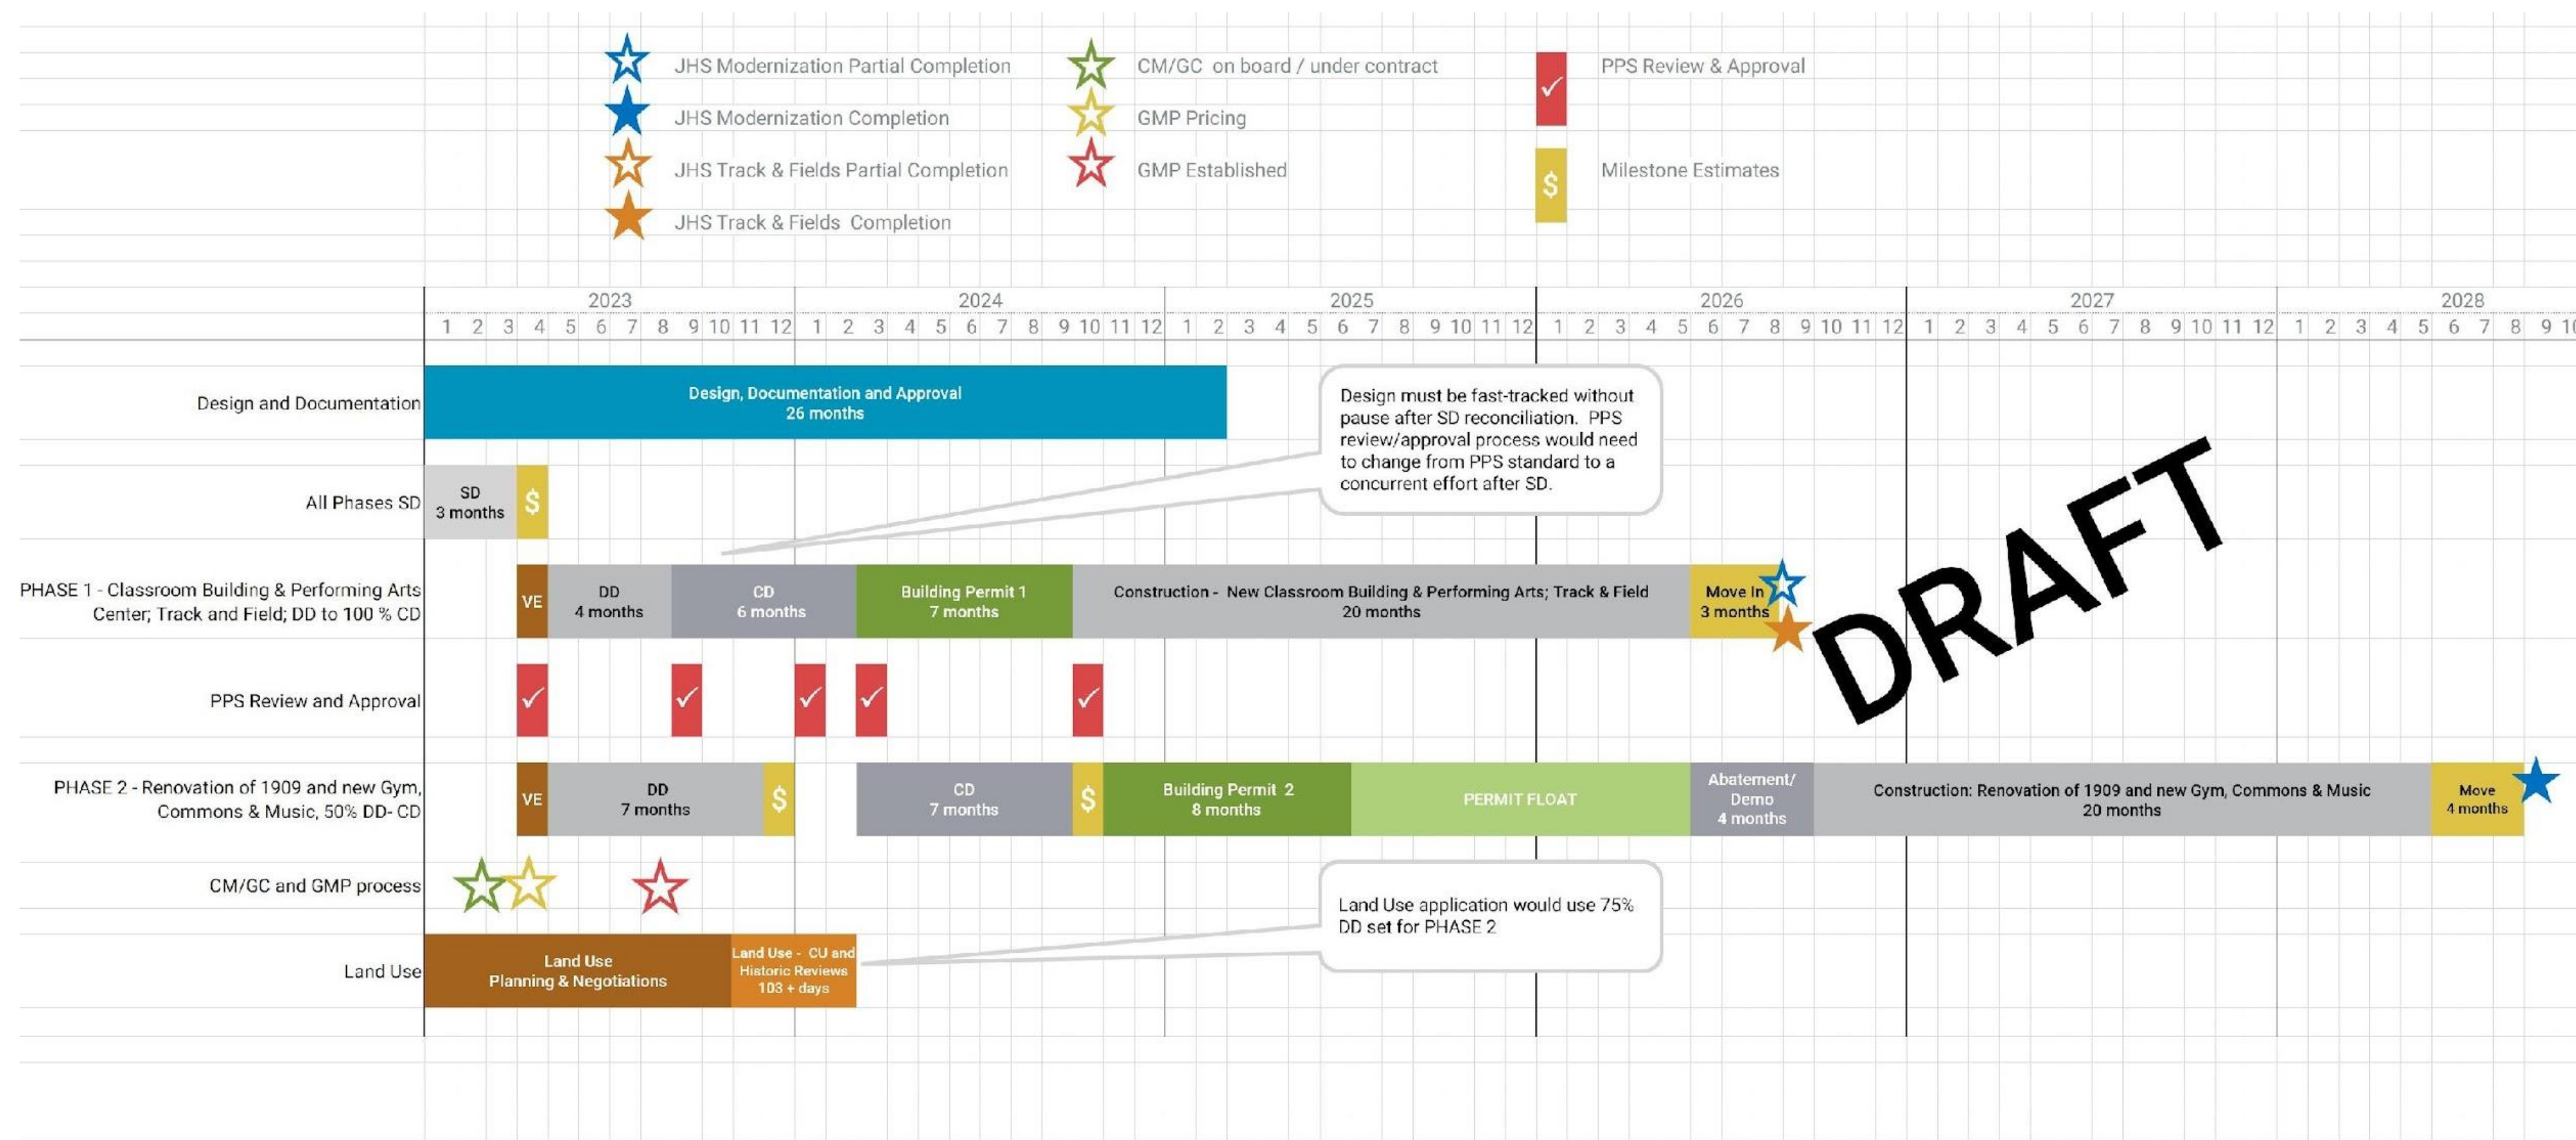 JHS Modernization Partial Completion
JHS Modernization Completion
JHS Track & Fields Partial Completion
JHS Track & Fields  Completion
CM/GC  on board / under contract
GMP Pricing
GMP Established
✓
PPS Review & Approval
$
Milestone Estimates
2023 2024 2025 2026 2027 2028
1 2 3 4 5 6 7 8 9 10 11 12 1 2 3 4 5 6 7 8 9 10 11 12 1 2 3 4 5 6 7 8 9 10 11 12 1 2 3 4 5 6 7 8 9 10 11 12 1 2 3 4 5 6 7 8 9 10 11 12 1 2 3 4 5 6 7 8 9
Design and Documentation
Design, Documentation and Approval
26 months
Design must be fast-tracked without
pause after SD reconciliation.  PPS
review/approval process would need
to change from PPS standard to a
concurrent effort after SD.
All Phases SD
SD
3 months
$
PHASE 1 - Classroom Building & Performing Arts
Center; Track and Field; DD to 100 % CD
VE
DD
4 months
CD
6 months
Building Permit 1
7 months
Construction -  New Classroom Building & Performing Arts; Track & Field
20 months
Move In
3 months
DRAFT
PPS Review and Approval
✓ ✓ ✓ ✓ ✓
PHASE 2 - Renovation of 1909 and new Gym,
Commons & Music, 50% DD- CD
VE
DD
7 months
$
CD
7 months
$
Building Permit  2
8 months
PERMIT FLOAT
Abatement/
Demo
4 months
Construction: Renovation of 1909 and new Gym, Commons & Music
20 months
Move
4 months
CM/GC and GMP process
Land Use application would use 75%
DD set for PHASE 2
Land Use
Land Use
Planning & Negotiations
Land Use -  CU and
Historic Reviews
103 + days